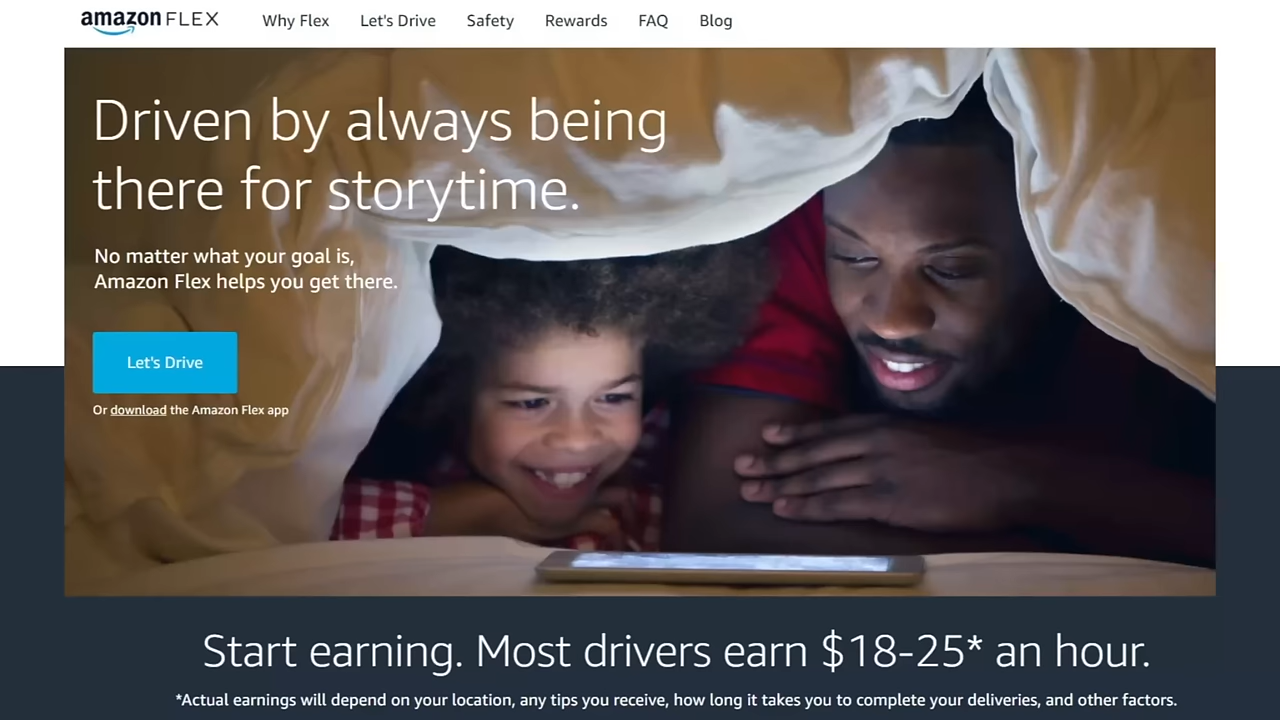 amazon FLEX Why Flex Let's Drive Safety Rewards FAQ Blog
Driven by always being
there for storytime.
No matter what your goal is,
Amazon Flex helps you get there.
Let's Drive
Or download the Amazon Flex app
Start earning. Most drivers earn $18-25* an hour.
*Actual earnings will depend on your location, any tips you receive, how long it takes you to complete your deliveries, and other factors.